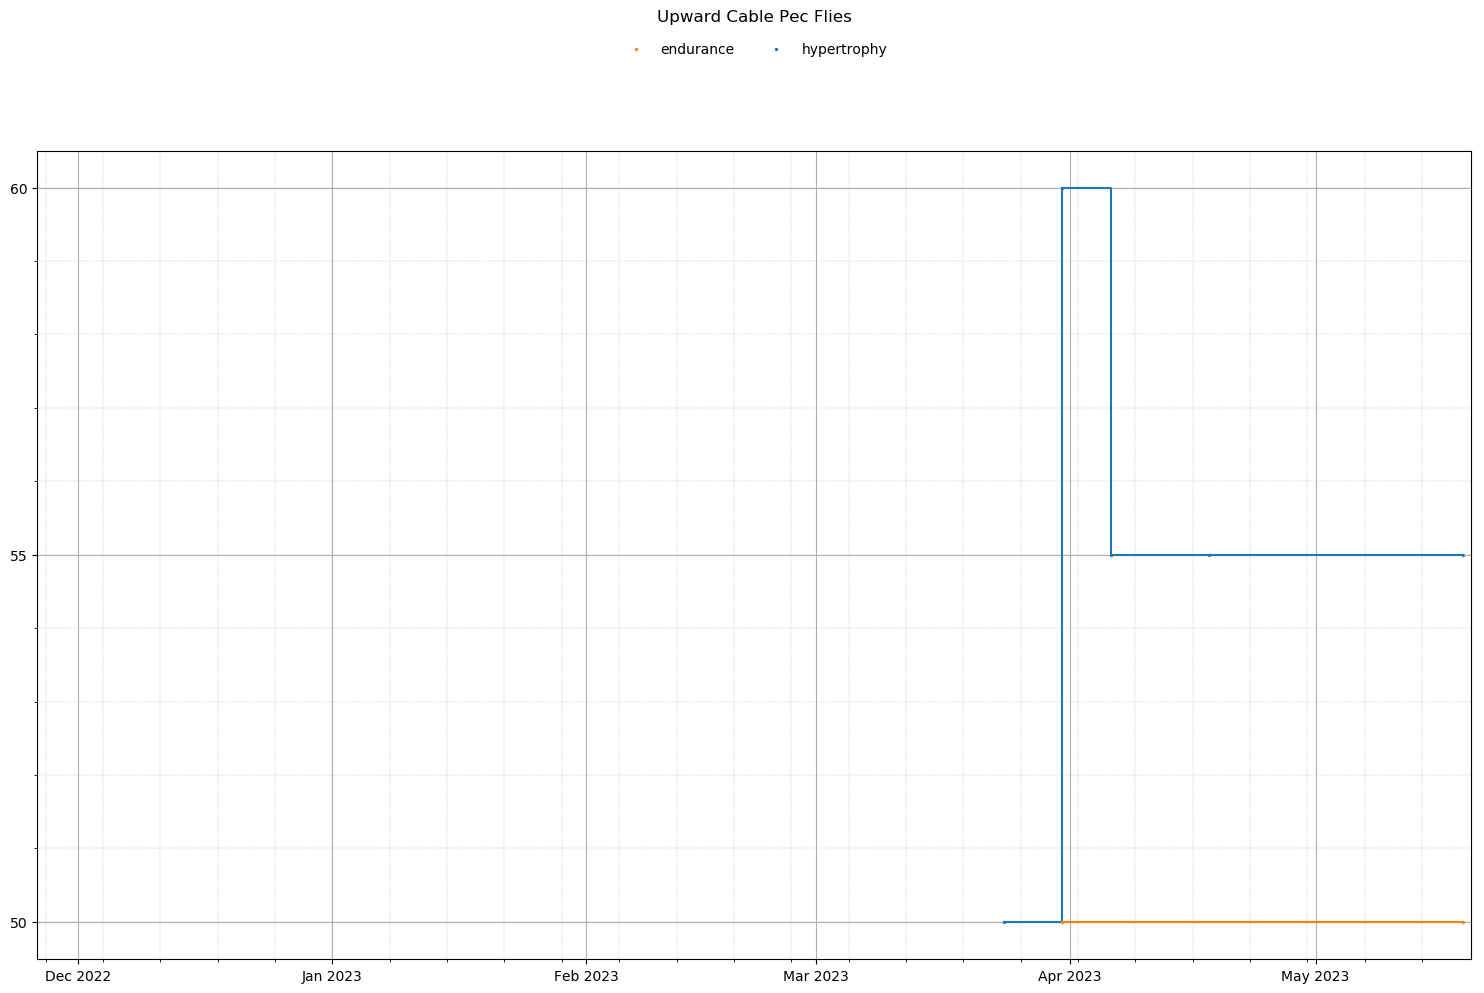 Upward Cable Pec Flies
endurance hypertrophy
60
55
50
Dec 2022 Jan 2023 Feb 2023 Mar 2023 Apr 2023 May 2023